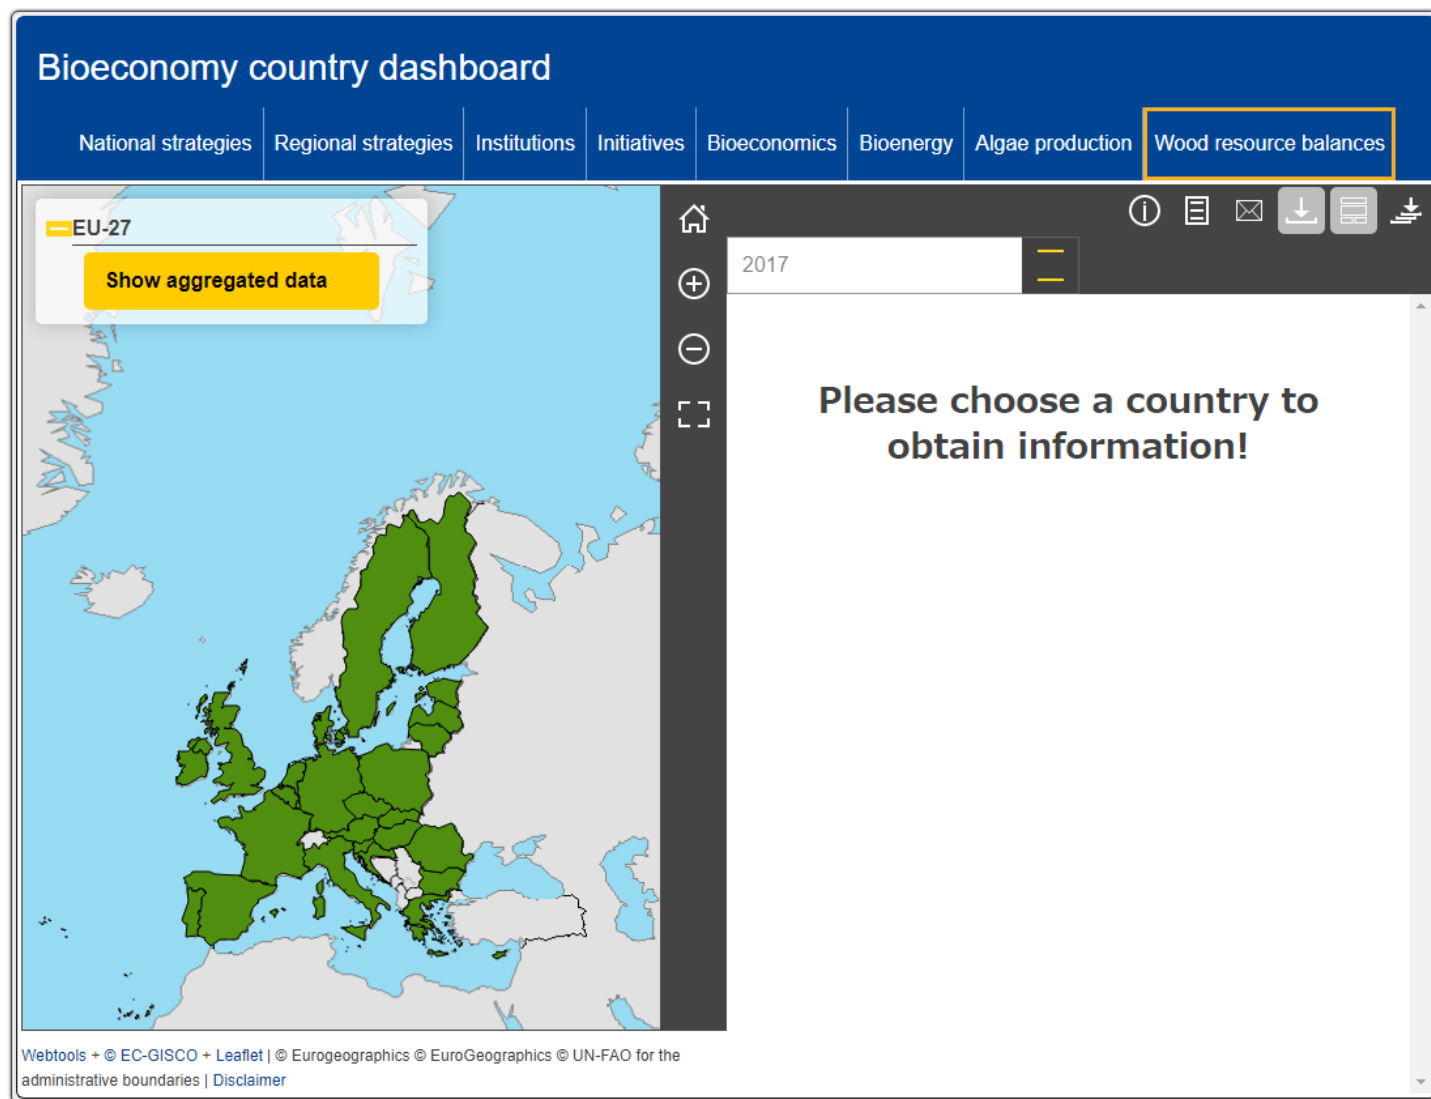 Bioeconomy country dashboard
National strategies Regional strategies Institutions Initiatives Bioeconomics Bioenergy Algae production Wood resource balances
EU-27
Show aggregated data
2017
Please choose a country to
obtain information!
Webtools + © EC-GISCO + Leaflet | © Eurogeographics © EuroGeographics © UN-FAO for the
administrative boundaries | Disclaimer